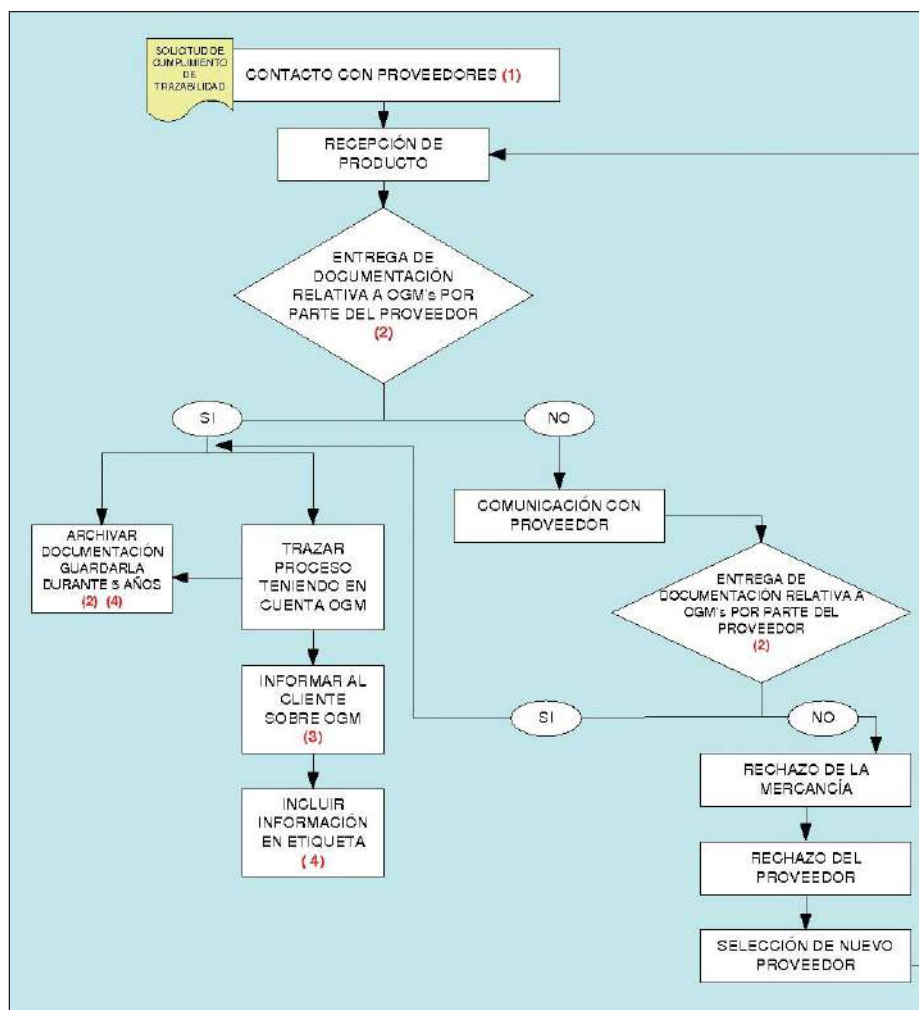 SOLICITUD DE
CUMPLIMIENTO
DE
TRAZABILIDAD
CONTACTO CON PROVEEDORES (1)
RECEPCIÓN DE
PRODUCTO
ENTREGA DE
DOCUMENTACIÓN
RELATIVA A OGM's POR
PARTE DEL PROVEEDOR
(2)
SI
NO
COMUNICACIÓN CON
PROVEEDOR
ARCHIVAR
DOCUMENTACIÓN
GUARDARLA
DURANTE 5 AÑOS
(2) (4)
TRAZAR
PROCESO
TENIENDO EN
CUENTA OGM
ENTREGA DE
DOCUMENTACIÓN RELATIVA A
OGM's POR PARTE DEL
PROVEEDOR
(2)
INFORMAR AL
CLIENTE
SOBRE OGM
(3)
SI
NO
RECHAZO DE LA
MERCANCÍA
INCLUIR
INFORMACIÓN
EN ETIQUETA
( 4)
RECHAZO DEL
PROVEEDOR
SELECCIÓN DE NUEVO
PROVEEDOR